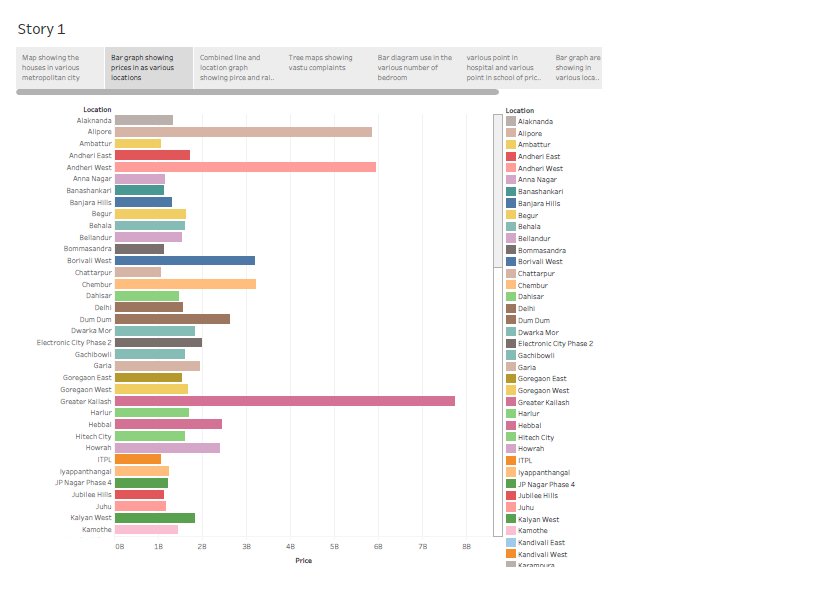 Story 1
Map showing the
houses in various
metropolitan city
Bar graph showing
prices in as various
locations
Combined line and
location graph
showing pirce and rai..
Tree maps showing
vastu complaints
Bar diagram use in the
various number of
bedroom
various point in
hospital and various
point in school of pric..
Bar graph are
showing in
various loca..
Location
Alaknanda
Alipore
Ambattur
Andheri East
Andheri West
Anna Nagar
Banashankari
Banjara Hills
Begur
Behala
Bellandur
Bommasandra
Borivali West
Chattarpur
Chembur
Dahisar
Delhi
Dum Dum
Dwarka Mor
Electronic City Phase 2
Gachibowli
Garia
Goregaon East
Goregaon West
Greater Kailash
Harlur
Hebbal
Hitech City
Howrah
ITPL
Iyappanthangal
JP Nagar Phase 4
Jubilee Hills
Juhu
Kalyan West
Kamothe
0B 1B 2B 3B 4B 5B 6B 7B 8B
Price
Location
Alaknanda
Alipore
Ambattur
Andheri East
Andheri West
Anna Nagar
Banashankari
Banjara Hills
Begur
Behala
Bellandur
Bommasandra
Borivali West
Chattarpur
Chembur
Dahisar
Delhi
Dum Dum
Dwarka Mor
Electronic City Phase 2
Gachibowli
Garia
Goregaon East
Goregaon West
Greater Kailash
Harlur
Hebbal
Hitech City
Howrah
ITPL
Iyappanthangal
JP Nagar Phase 4
Jubilee Hills
Juhu
Kalyan West
Kamothe
Kandivali East
Kandivali West
Karampura